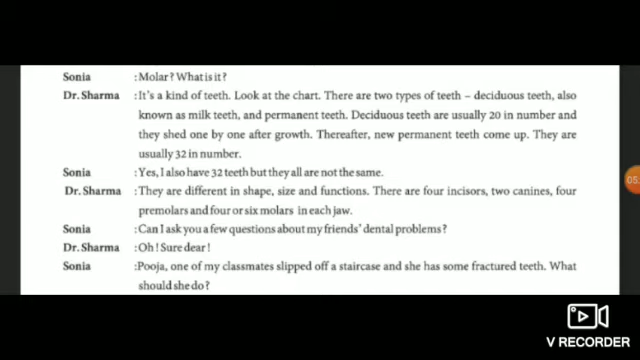 Sonia : Molar? What is it?
Dr. Sharma : It's a kind of teeth. Look at the chart. There are two types of teeth – deciduous teeth, also
known as milk teeth, and permanent teeth. Deciduous teeth are usually 20 in number and
they shed one by one after growth. Thereafter, new permanent teeth come up. They are
usually 32 in number.
Sonia : Yes, I also have 32 teeth but they all are not the same.
Dr. Sharma : They are different in shape, size and functions. There are four incisors, two canines, four
premolars and four or six molars in each jaw.
Sonia : Can I ask you a few questions about my friends' dental problems?
Dr. Sharma : Oh! Sure dear!
Sonia : Pooja, one of my classmates slipped off a staircase and she has some fractured teeth. What
should she do?
05:
V RECORDER